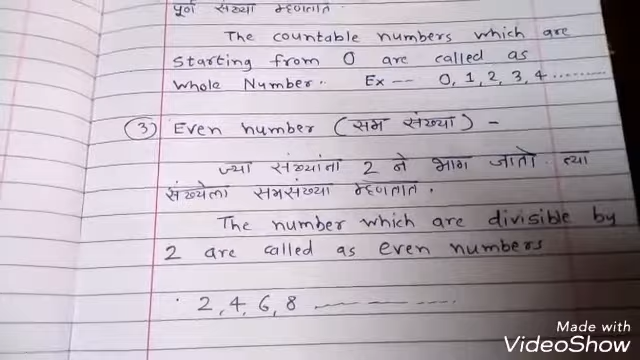 पूर्ण संख्या म्हणतात
The countable numbers which are
starting from 0 are called as
Whole Number. Ex -- 0, 1, 2, 3, 4 ..........
3) Even number (सम संख्या) -
ज्या संख्यांना 2 ने भाग जातो त्या
संख्येला समसंख्या म्हणतात.
The number which are divisible by
2 are called as even numbers
2, 4, 6, 8 ----------
Made with
VideoShow